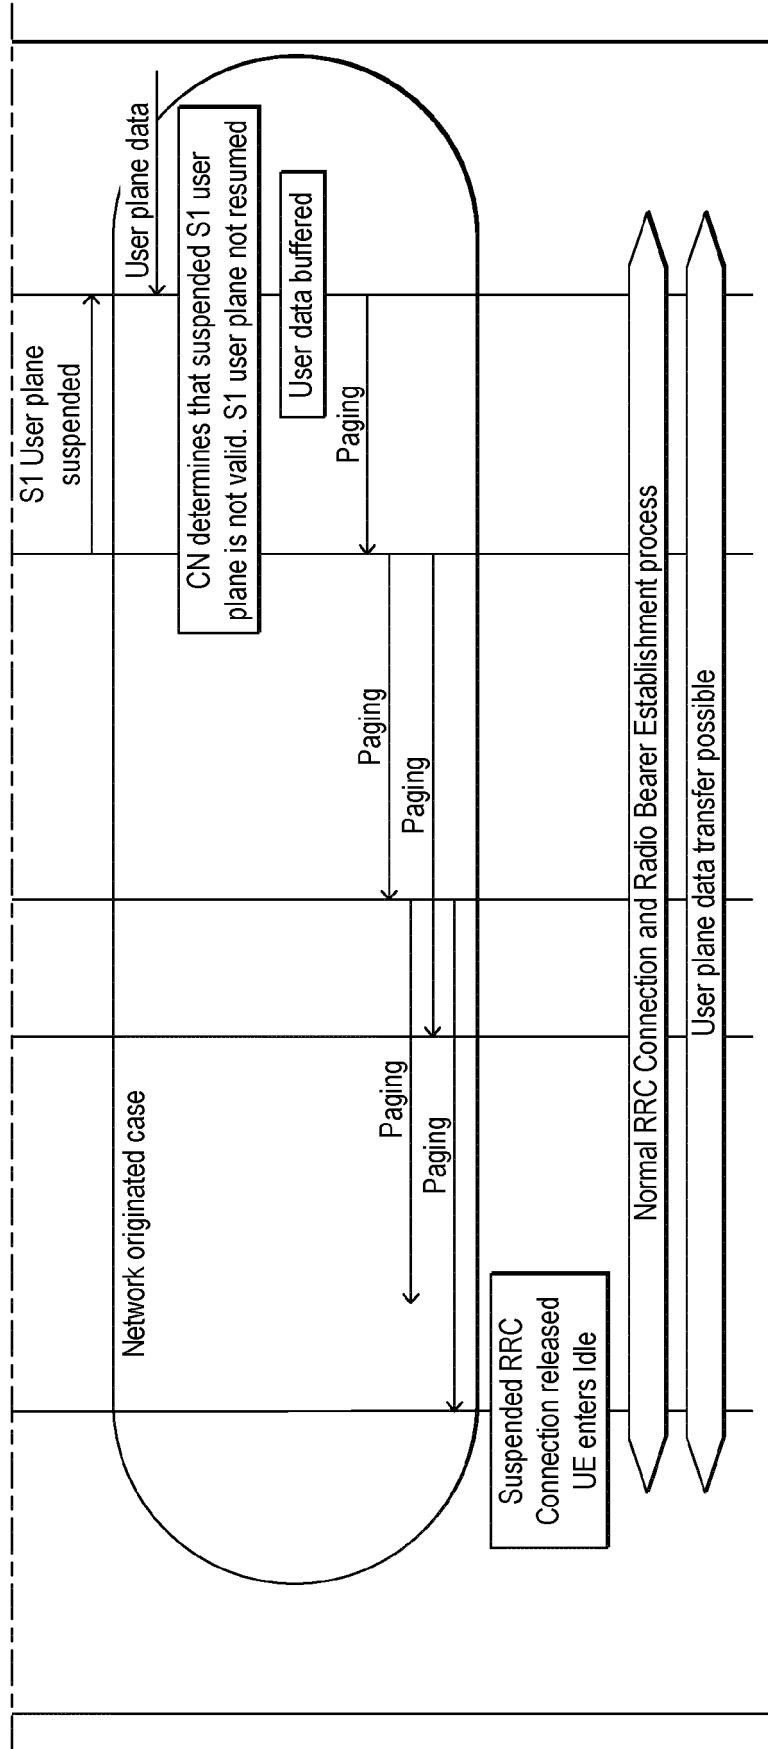 S1 User plane
suspended
User plane data
CN determines that suspended S1 user
plane is not valid. S1 user plane not resumed
User data buffered
Network originated case
Paging
Paging
Paging
Paging
Paging
Suspended RRC
Connection released
UE enters Idle
Normal RRC Connection and Radio Bearer Establishment process
User plane data transfer possible